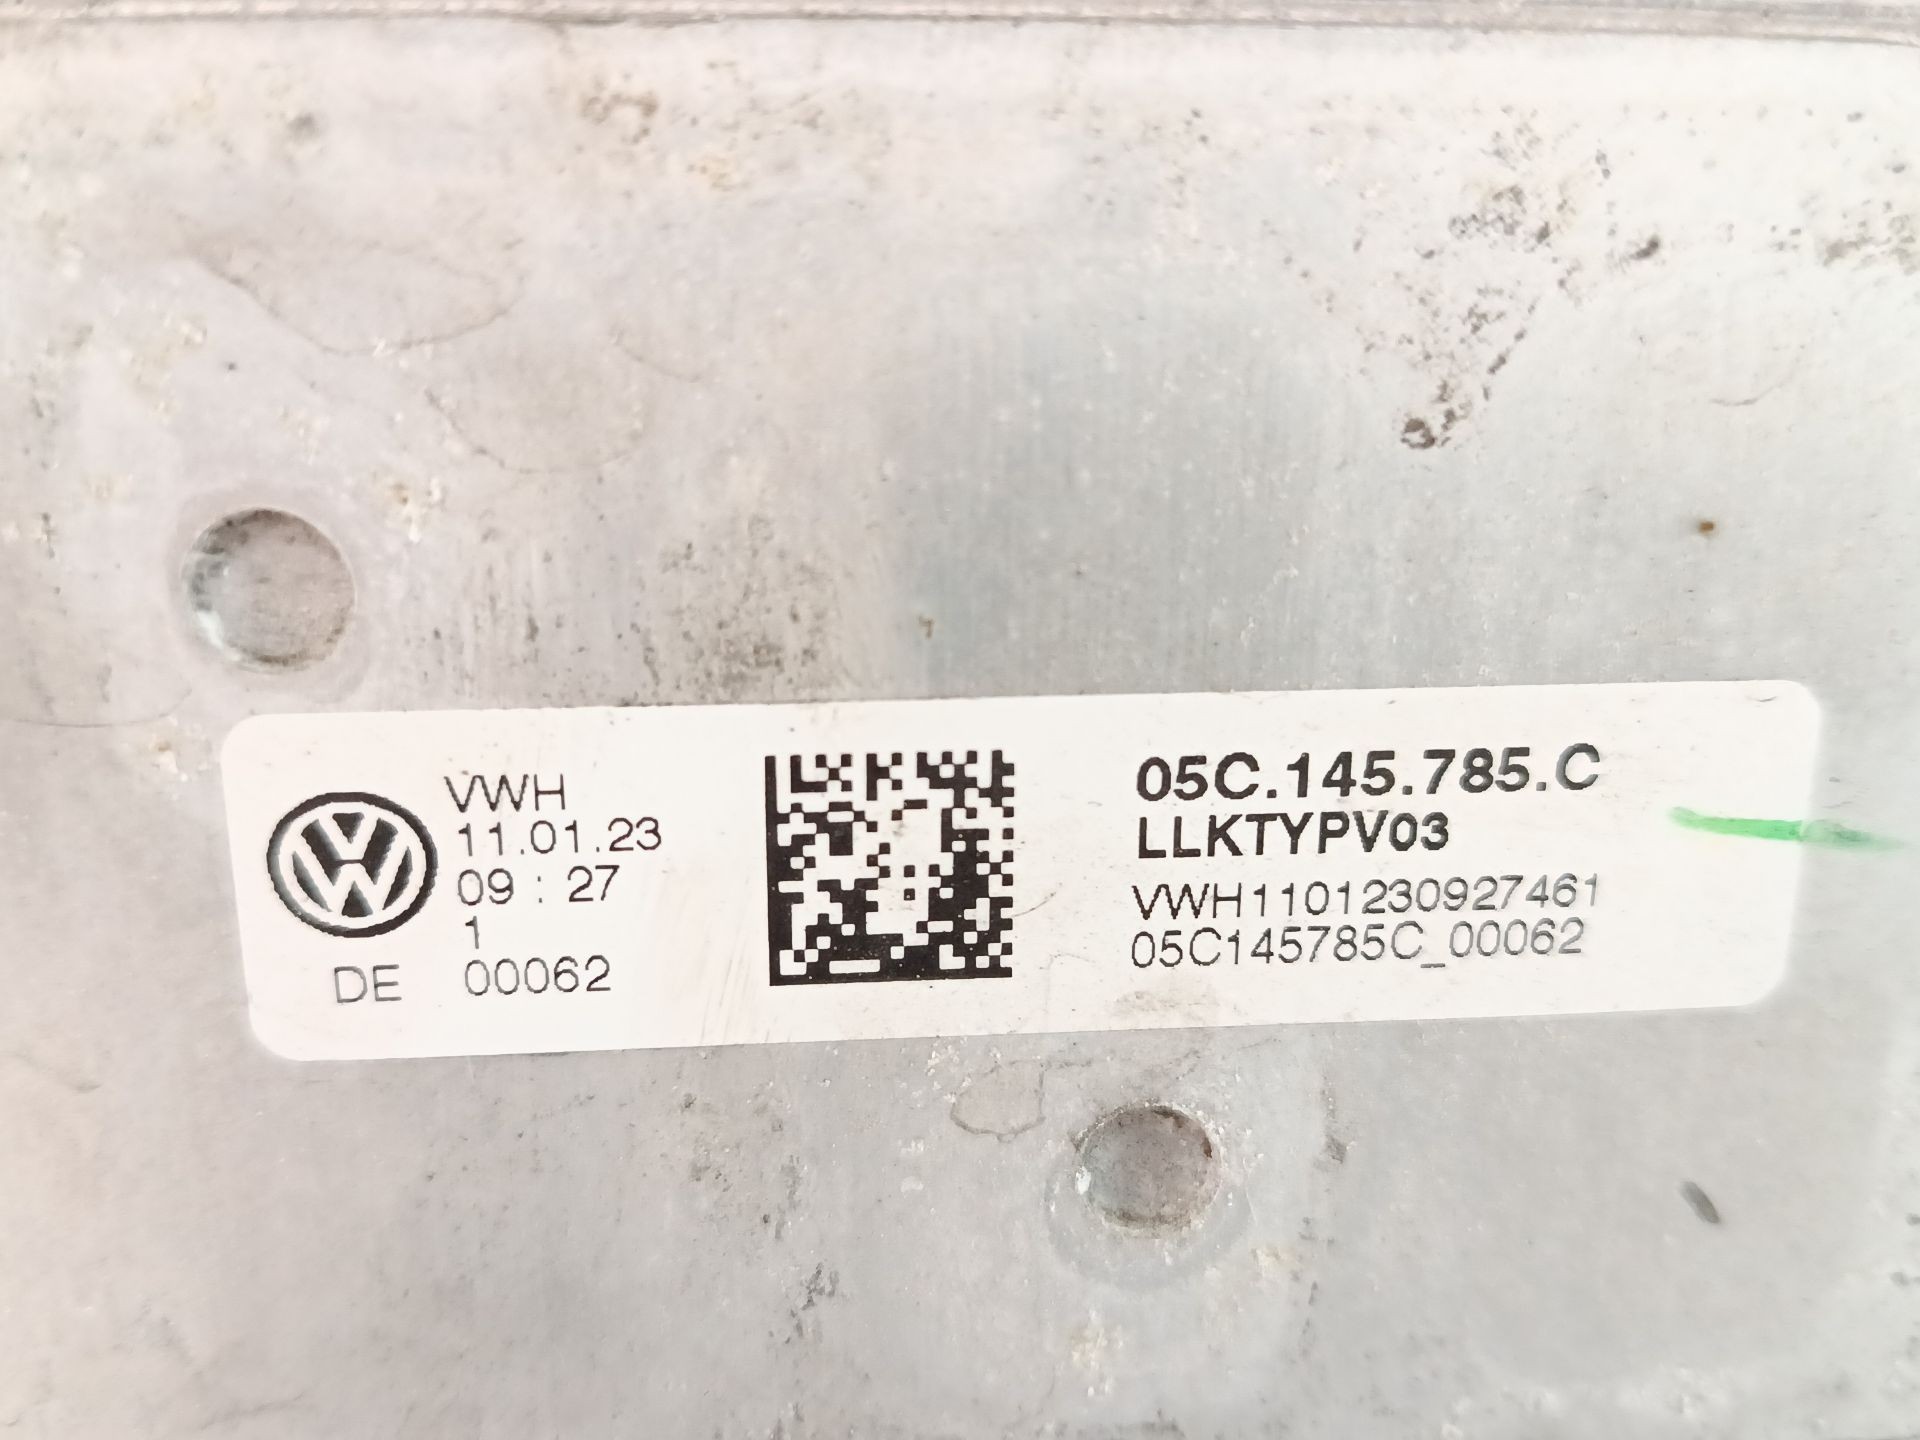 VWH
11.01.23
09 : 27
1
DE 00062
05C.145.785.C
LLKTYPV03
VWH1101230927461
05C145785C_00062